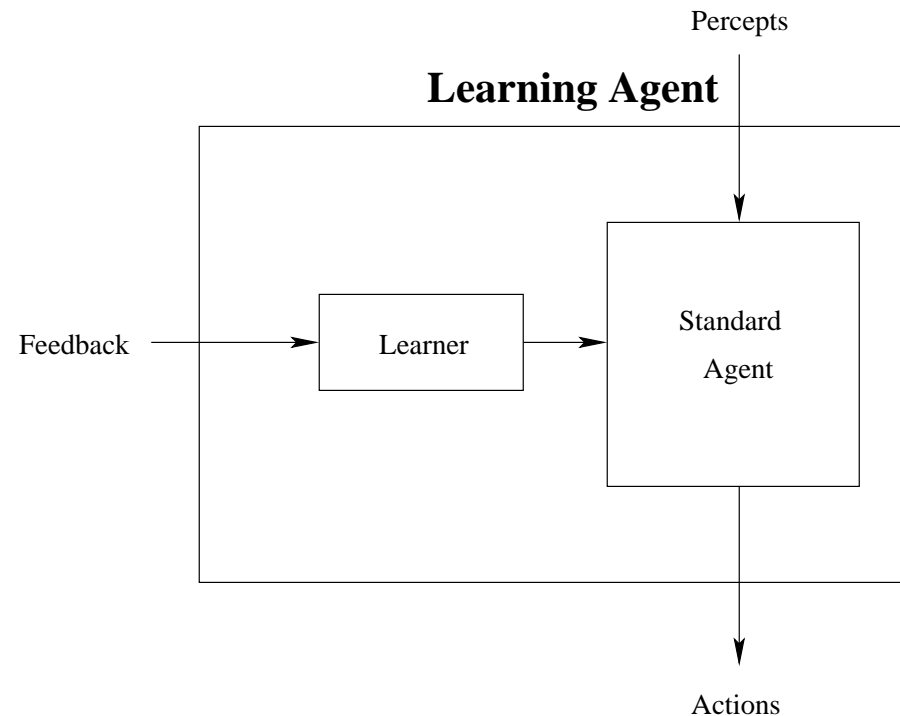 Percepts
Learning Agent
Feedback
Learner
Standard
Agent
Actions